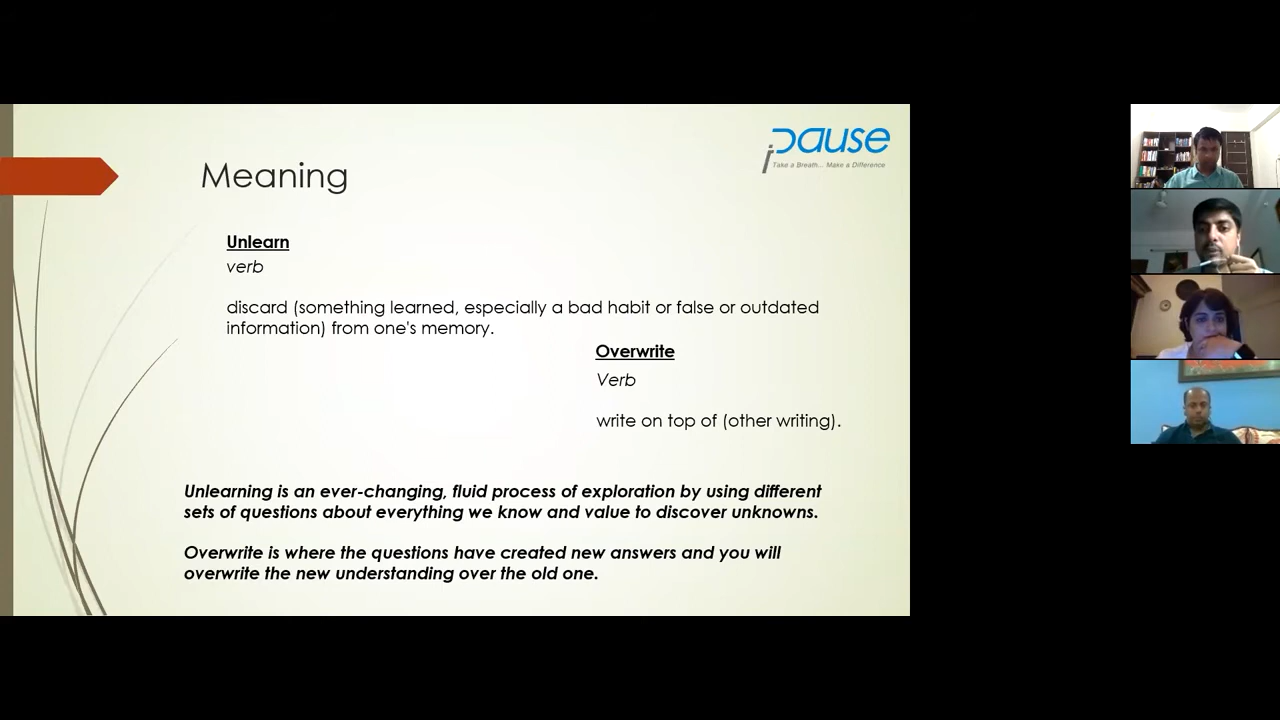 ipause
Take a Breath... Make a Difference
Meaning
Unlearn
verb
discard (something learned, especially a bad habit or false or outdated
information) from one's memory.
Overwrite
Verb
write on top of (other writing).
Unlearning is an ever-changing, fluid process of exploration by using different
sets of questions about everything we know and value to discover unknowns.
Overwrite is where the questions have created new answers and you will
overwrite the new understanding over the old one.